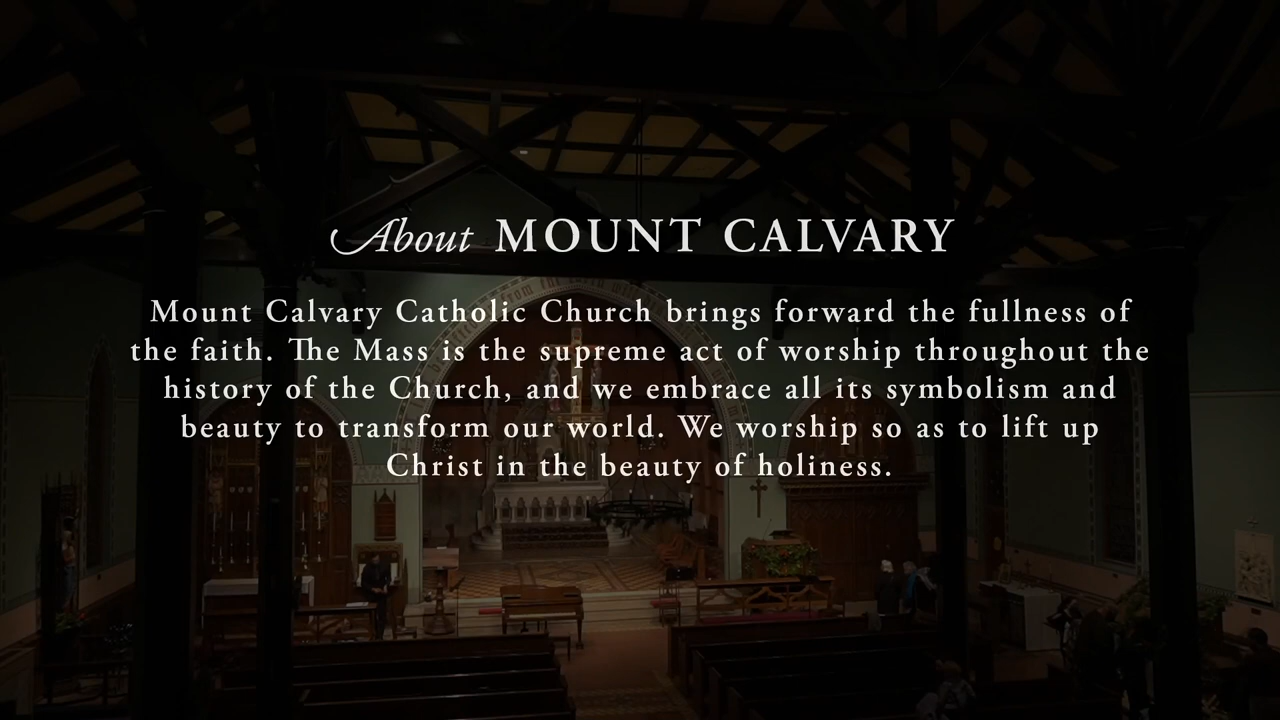 About MOUNT CALVARY
Mount Calvary Catholic Church brings forward the fullness of
the faith. The Mass is the supreme act of worship throughout the
history of the Church, and we embrace all its symbolism and
beauty to transform our world. We worship so as to lift up
Christ in the beauty of holiness.